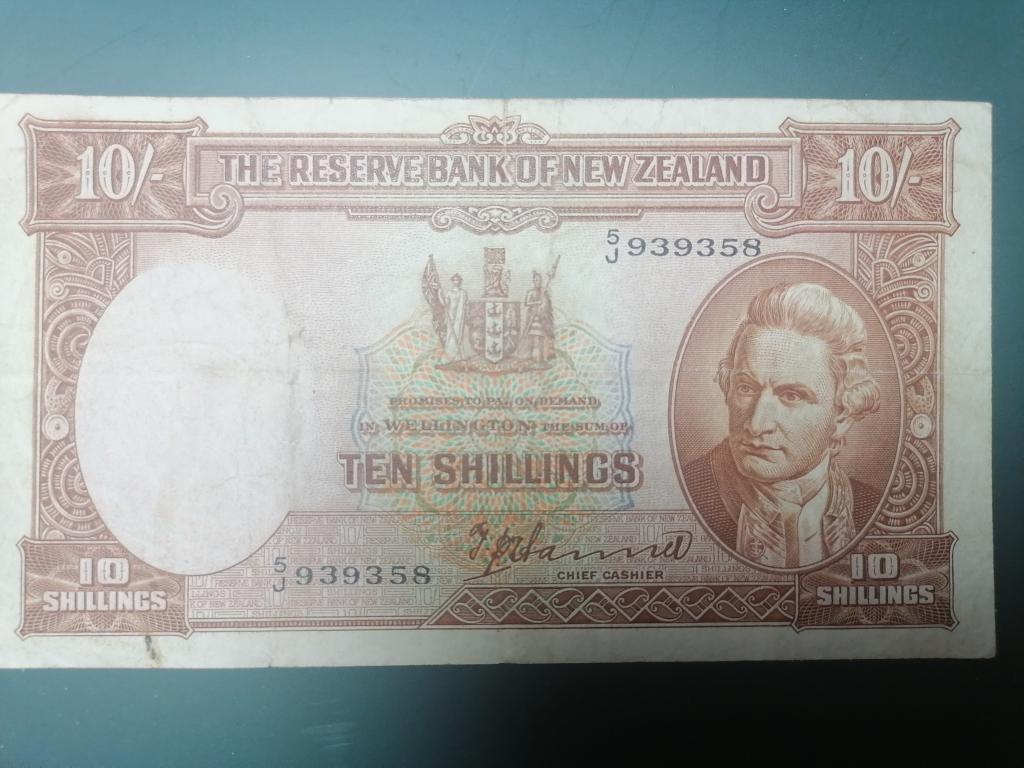 10/- THE RESERVE BANK OF NEW ZEALAND 10/-
5/J 939358
PROMISES TO PAY ON DEMAND
IN WELLINGTON THE SUM OF
TEN SHILLINGS
5/J 939358
CHIEF CASHIER
10 SHILLINGS
10 SHILLINGS